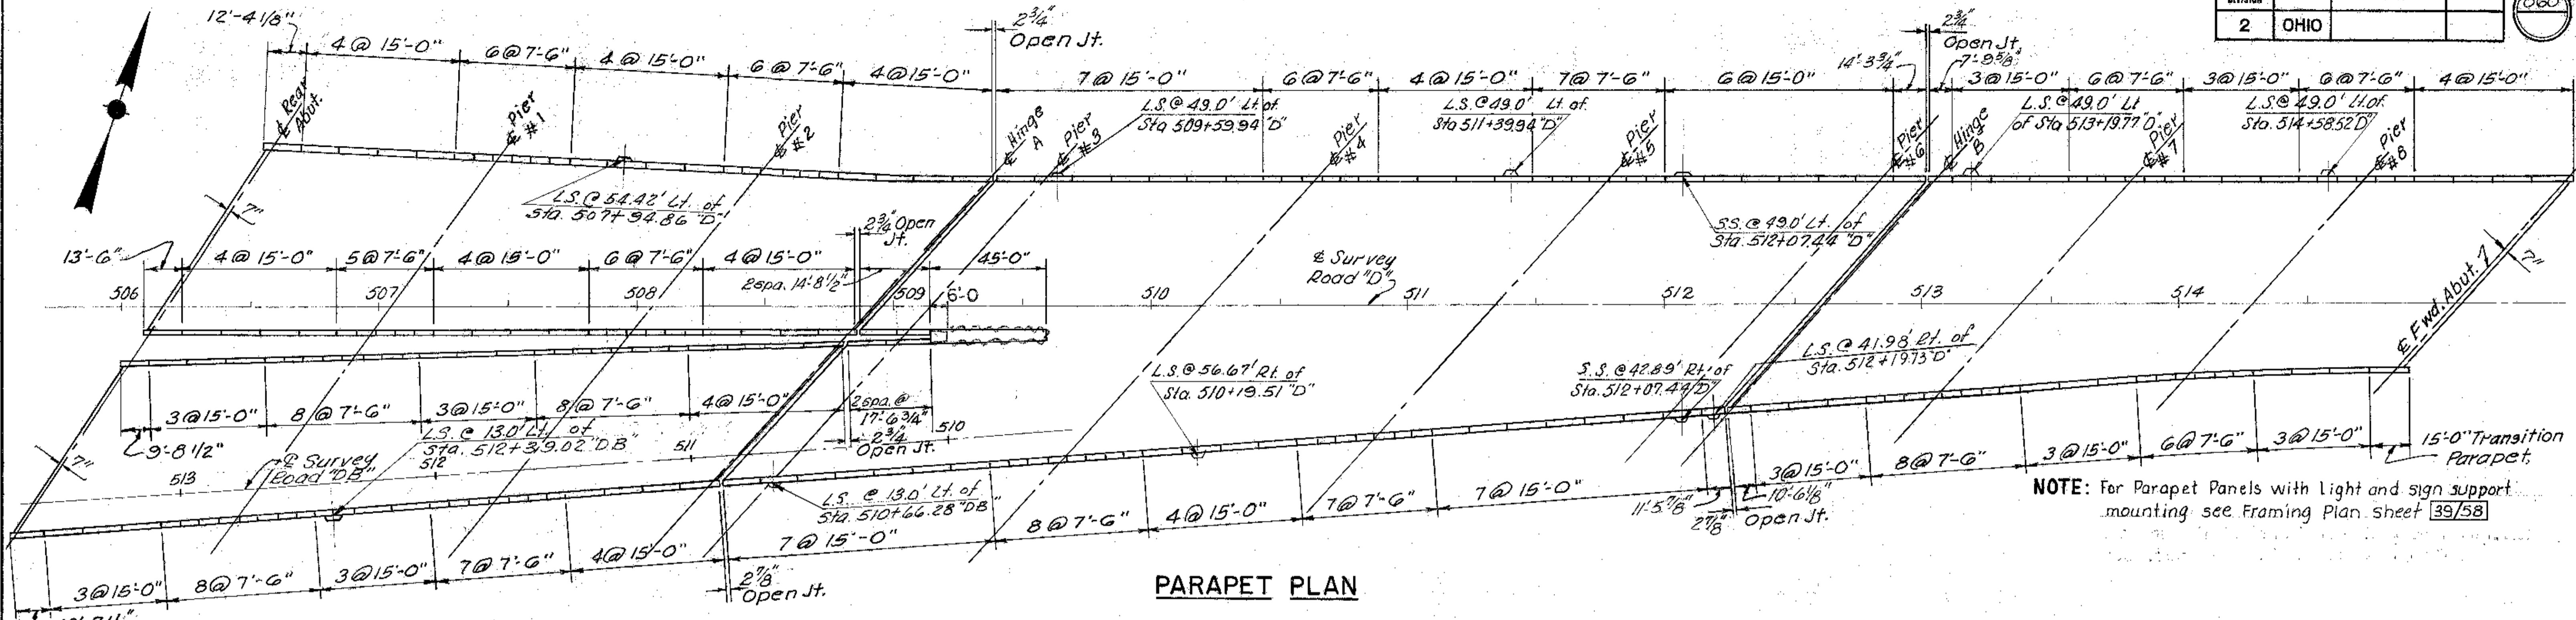 12'-4 1/8"
4 @ 15'-0"
6@7'-6"
4 @ 15'-0"
6 @ 7'-6"
4@15'-0"
2 3/4"
Open Jt.
7 @ 15'-0"
6@7'-6"
4@15'-0"
7@7'-6"
6@15'-0"
14'-3 3/4"
2 3/4"
Open Jt.
7'-9 5/8"
3@15'-0"
6@7'-6"
3@15'-0"
6@7'-6"
4@15'-0"
2 OHIO
060
℄ Rear
Abut.
℄ Pier
#1
℄ Pier
#2
℄ Hinge
A
℄ Pier
#3
L.S.@ 49.0' Lt. of
Sta 509+59.94 "D"
℄ Pier
#4
L.S.@49.0' Lt. of
Sta 511+39.94 "D"
℄ Pier
#5
℄ Pier
#6
℄ Hinge
B
L.S.@49.0' Lt
of Sta 513+19.77 "D"
℄ Pier
#7
L.S.@ 49.0' Lt. of
Sta. 514+58.52 "D"
℄ Pier
#8
7"
L.S.@ 54.42' Lt. of
Sta. 507+94.86 "D"
S.S.@ 49.0' Lt. of
Sta. 512+07.44 "D"
13'-6"
4 @ 15'-0"
5@7'-6"
4@15'-0"
6@7'-6"
4@15'-0"
2 3/4" Open
Jt.
2 spa. 14'-8 1/2"
45'-0"
6'-0
℄ Survey
Road "D"
506
507
508
509
510
511
512
513
514
7"
℄ Fwd. Abut.
3@15'-0"
8@7'-6"
3@15'-0"
8@7'-6"
4@15'-0"
2 spa. @
17'-6 3/4"
2 3/4"
Open Jt.
9'-8 1/2"
L.S. @ 13.0' Lt. of
Sta. 512+39.02 "DB"
℄ Survey
Road "DB"
513
512
511
510
7"
L.S.@ 56.67' Rt. of
Sta. 510+19.51 "D"
S.S.@ 42.89' Rt. of
Sta. 512+07.44 "D"
L.S.@ 41.98' Rt. of
Sta. 512+19.73 "D"
L.S. @ 13.0' Lt. of
Sta. 510+66.28 "DB"
3@15'-0"
8@7'-6"
3@15'-0"
7@7'-6"
4@15'-0"
2 7/8"
Open Jt.
7 @ 15'-0"
8@7'-6"
4@15'-0"
7@7'-6"
7@15'-0"
11'-5 7/8"
2 7/8"
Open Jt.
10'-6 1/8"
3@15'-0"
8@7'-6"
3@15'-0"
6@7'-6"
3@15'-0"
15'-0" Transition
Parapet,
NOTE: For Parapet Panels with Light and sign support
mounting see Framing Plan sheet 39/58
PARAPET PLAN